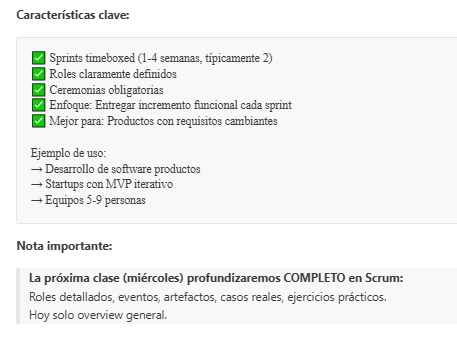 Características clave:
✅ Sprints timeboxed (1-4 semanas, típicamente 2)
✅ Roles claramente definidos
✅ Ceremonias obligatorias
✅ Enfoque: Entregar incremento funcional cada sprint
✅ Mejor para: Productos con requisitos cambiantes
Ejemplo de uso:
→ Desarrollo de software productos
→ Startups con MVP iterativo
→ Equipos 5-9 personas
Nota importante:
La próxima clase (miércoles) profundizaremos COMPLETO en Scrum:
Roles detallados, eventos, artefactos, casos reales, ejercicios prácticos.
Hoy solo overview general.